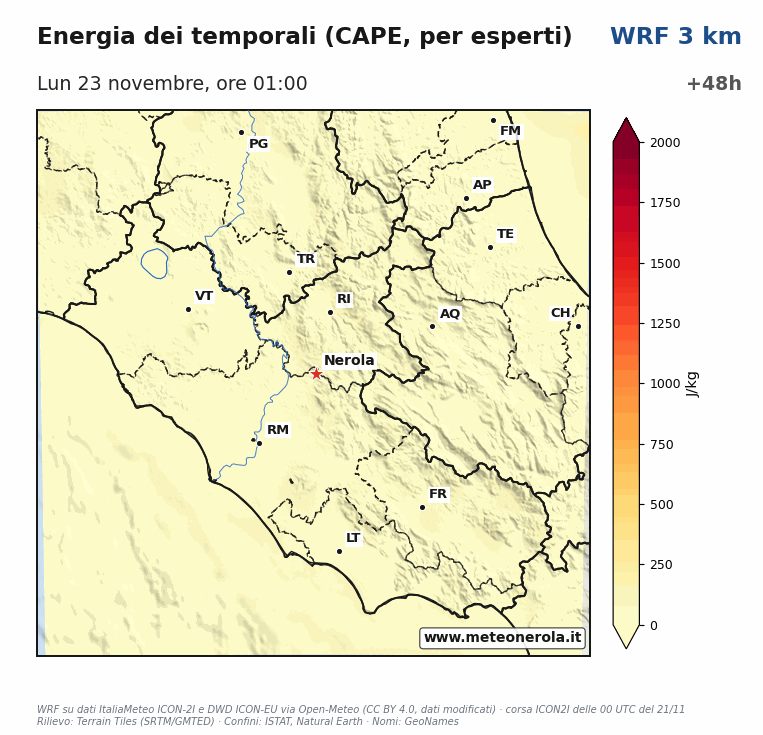 Energia dei temporali (CAPE, per esperti) WRF 3 km
Lun 23 novembre, ore 01:00 +48h
FM
PG
AP
TE
TR
VT
RI
AQ
CH
Nerola
RM
FR
LT
www.meteonerola.it
2000
1750
1500
1250
1000
750
500
250
0
J/kg
WRF su dati ItaliaMeteo ICON-2I e DWD ICON-EU via Open-Meteo (CC BY 4.0, dati modificati) · corsa ICON2I delle 00 UTC del 21/11
Rilievo: Terrain Tiles (SRTM/GMTED) · Confini: ISTAT, Natural Earth · Nomi: GeoNames